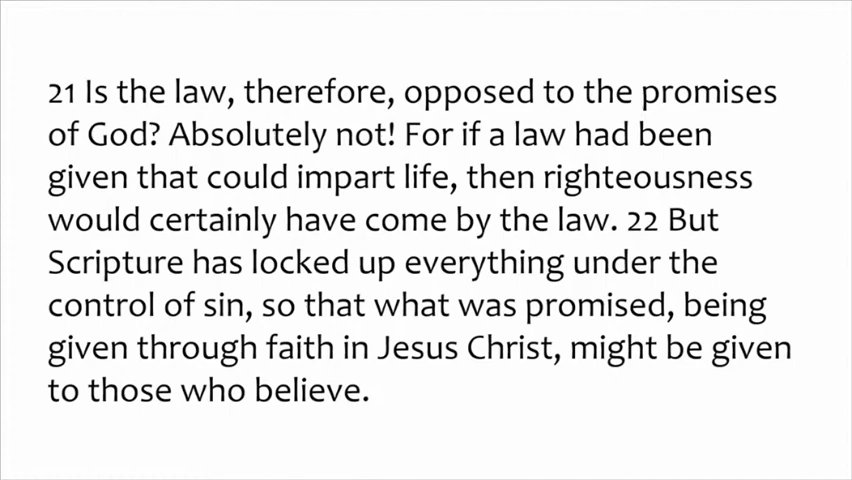 21 Is the law, therefore, opposed to the promises
of God? Absolutely not! For if a law had been
given that could impart life, then righteousness
would certainly have come by the law. 22 But
Scripture has locked up everything under the
control of sin, so that what was promised, being
given through faith in Jesus Christ, might be given
to those who believe.